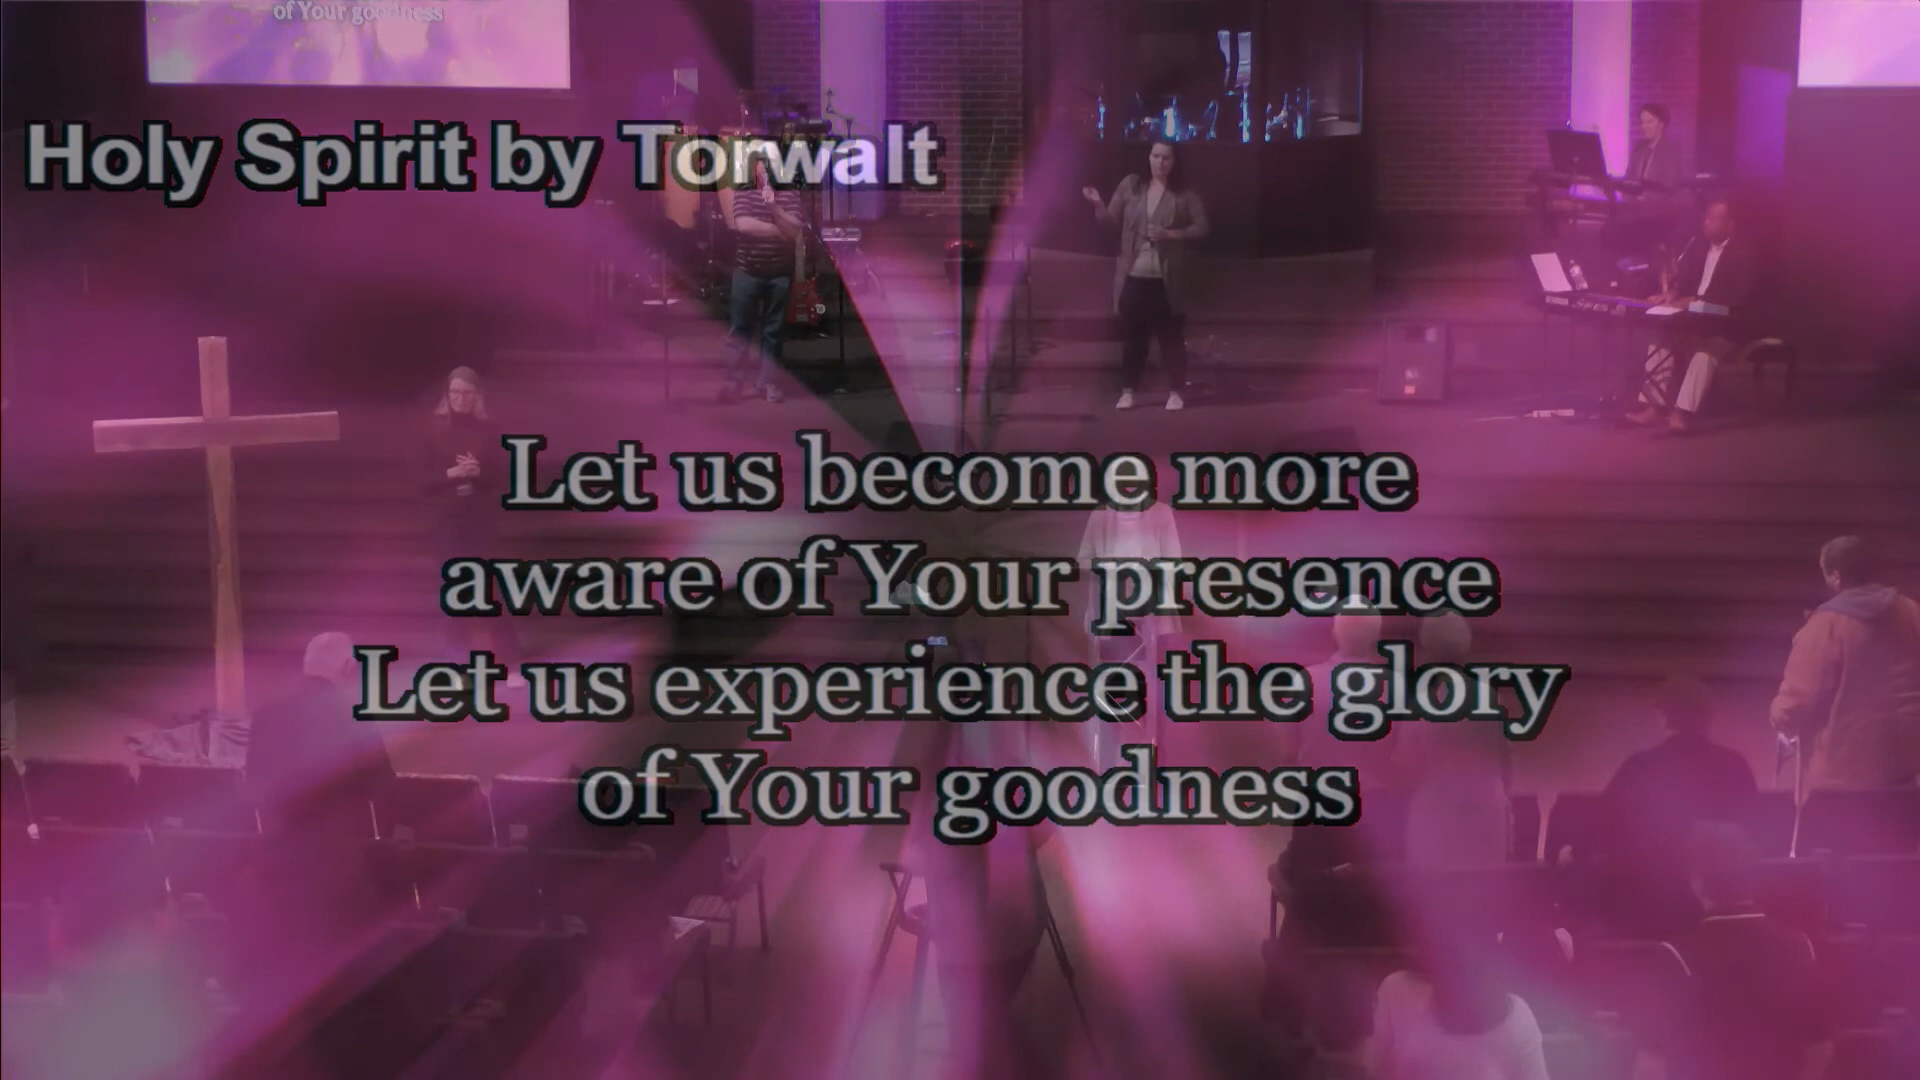 of Your goodness
Holy Spirit by Torwalt
Let us become more
aware of Your presence
Let us experience the glory
of Your goodness